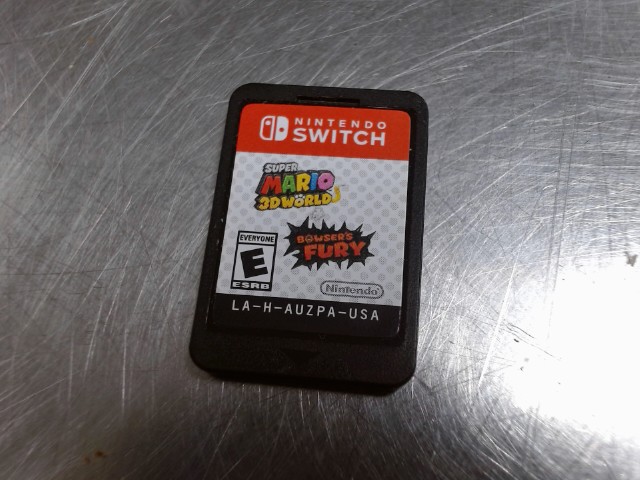 NINTENDO
SWITCH
SUPER
MARIO
3D WORLD
BOWSER'S
FURY
EVERYONE
E
ESRB
Nintendo
LA-H-AUZPA-USA